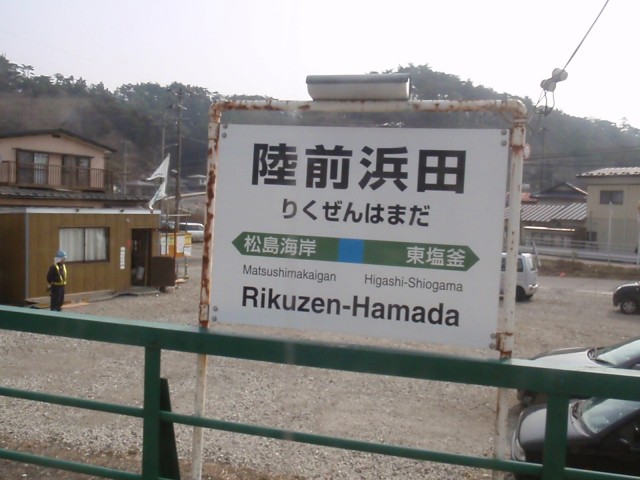 陸前浜田
りくぜんはまだ
松島海岸 東塩釜
Matsushimakaigan Higashi-Shiogama
Rikuzen-Hamada